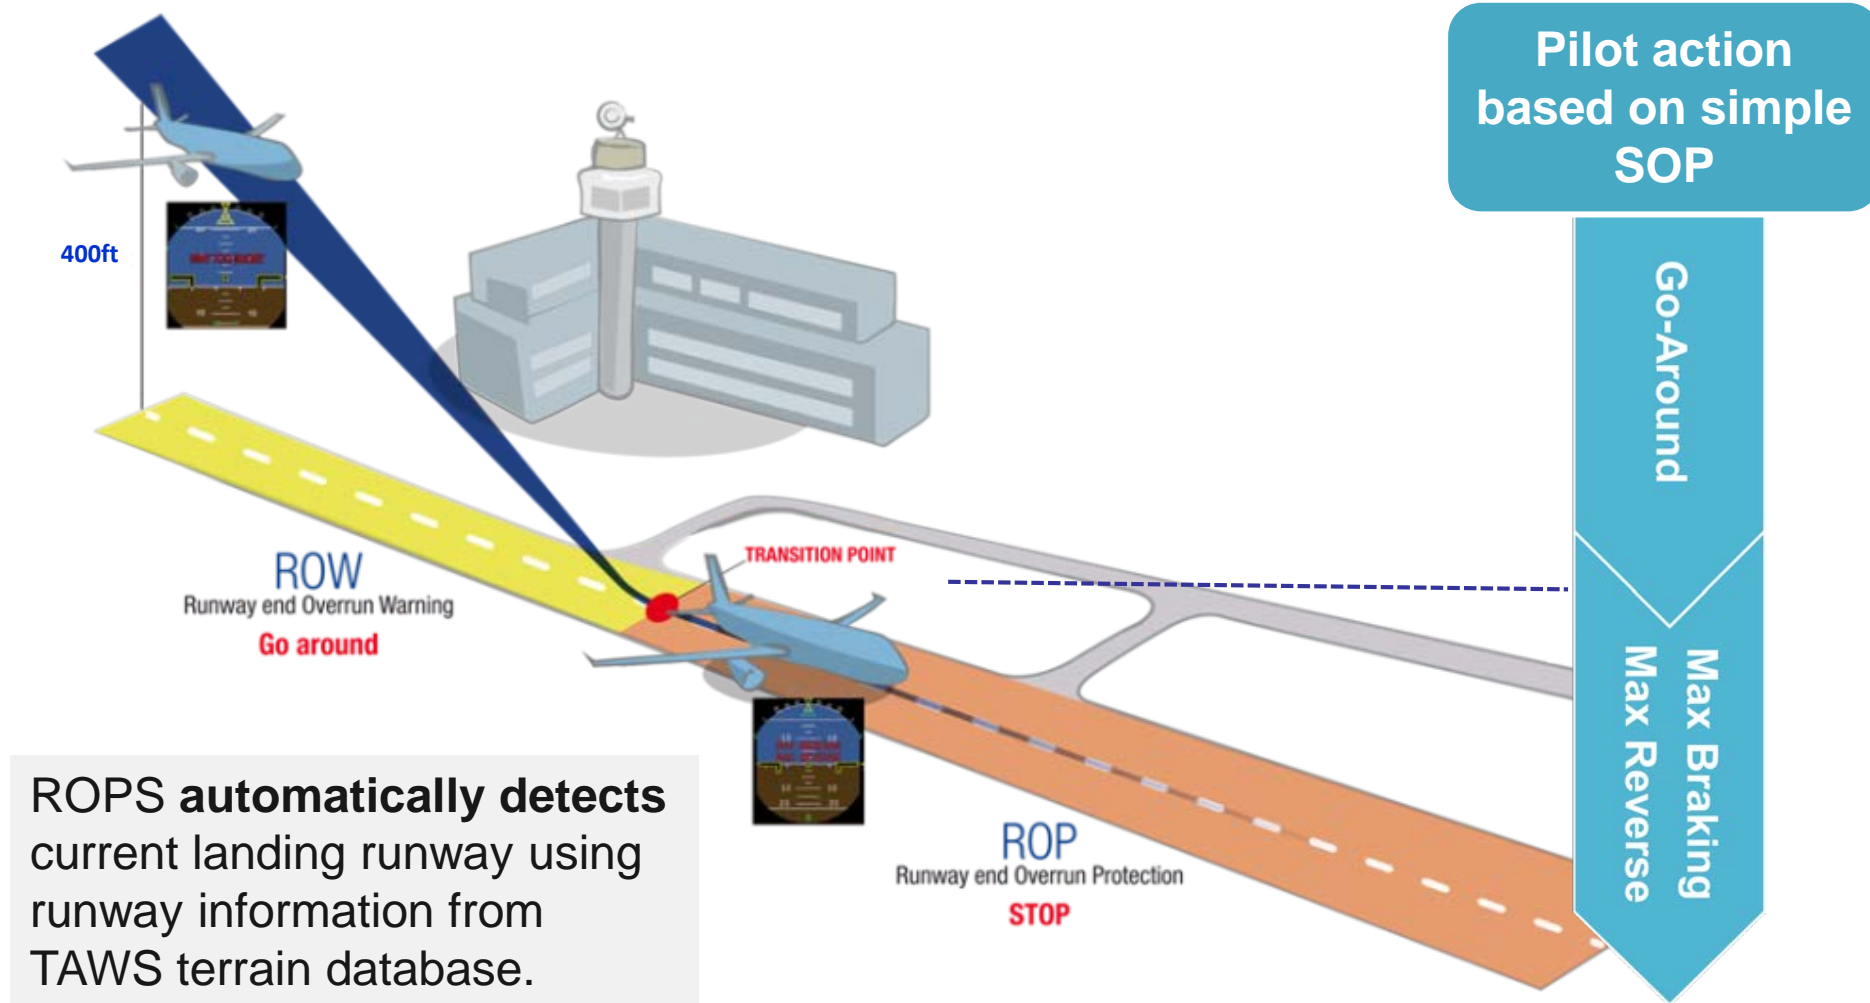 Pilot action
based on simple
SOP
400ft
Go-Around
TRANSITION POINT
ROW
Runway end Overrun Warning
Go around
Max Braking
Max Reverse
ROP
Runway end Overrun Protection
STOP
ROPS automatically detects
current landing runway using
runway information from
TAWS terrain database.